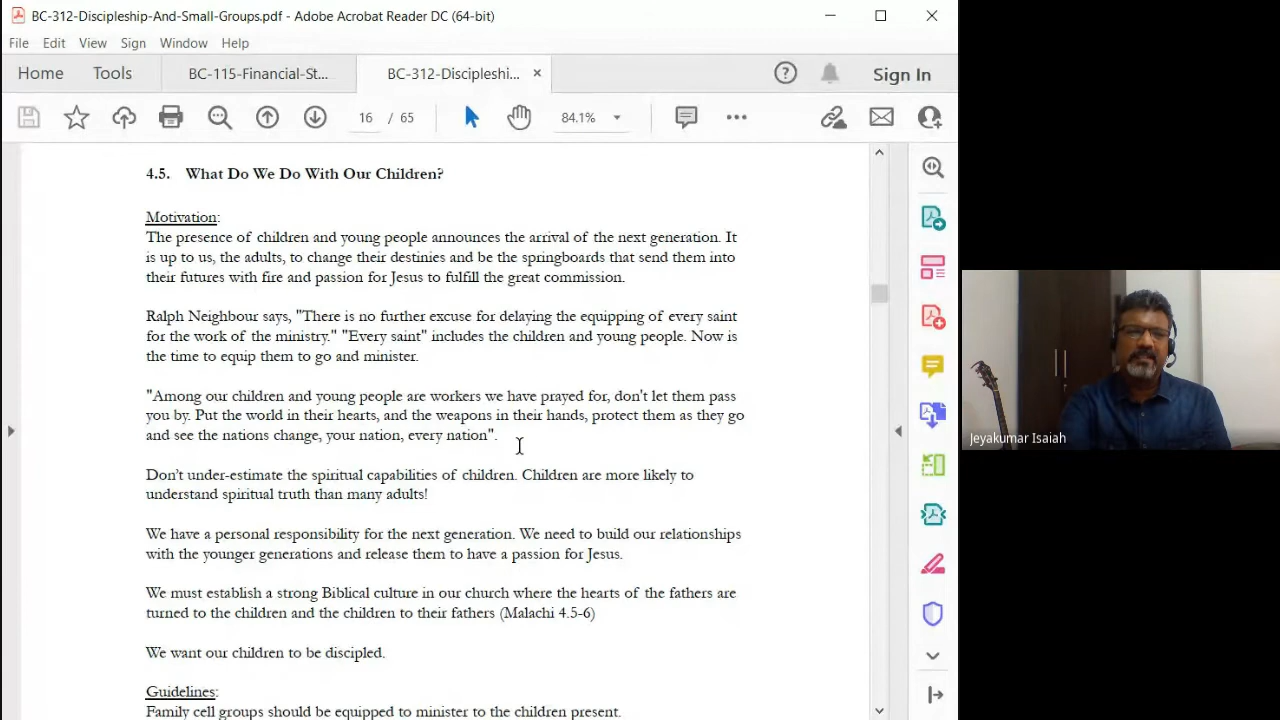 BC-312-Discipleship-And-Small-Groups.pdf - Adobe Acrobat Reader DC (64-bit)
File Edit View Sign Window Help
Home Tools BC-115-Financial-St... BC-312-Discipleshi... × Sign In
16 / 65 84.1%
4.5. What Do We Do With Our Children?
Motivation:
The presence of children and young people announces the arrival of the next generation. It
is up to us, the adults, to change their destinies and be the springboards that send them into
their futures with fire and passion for Jesus to fulfill the great commission.
Ralph Neighbour says, "There is no further excuse for delaying the equipping of every saint
for the work of the ministry." "Every saint" includes the children and young people. Now is
the time to equip them to go and minister.
"Among our children and young people are workers we have prayed for, don't let them pass
you by. Put the world in their hearts, and the weapons in their hands, protect them as they go
and see the nations change, your nation, every nation".
Don't under-estimate the spiritual capabilities of children. Children are more likely to
understand spiritual truth than many adults!
We have a personal responsibility for the next generation. We need to build our relationships
with the younger generations and release them to have a passion for Jesus.
We must establish a strong Biblical culture in our church where the hearts of the fathers are
turned to the children and the children to their fathers (Malachi 4.5-6)
We want our children to be discipled.
Guidelines:
Family cell groups should be equipped to minister to the children present.
Jeyakumar Isaiah